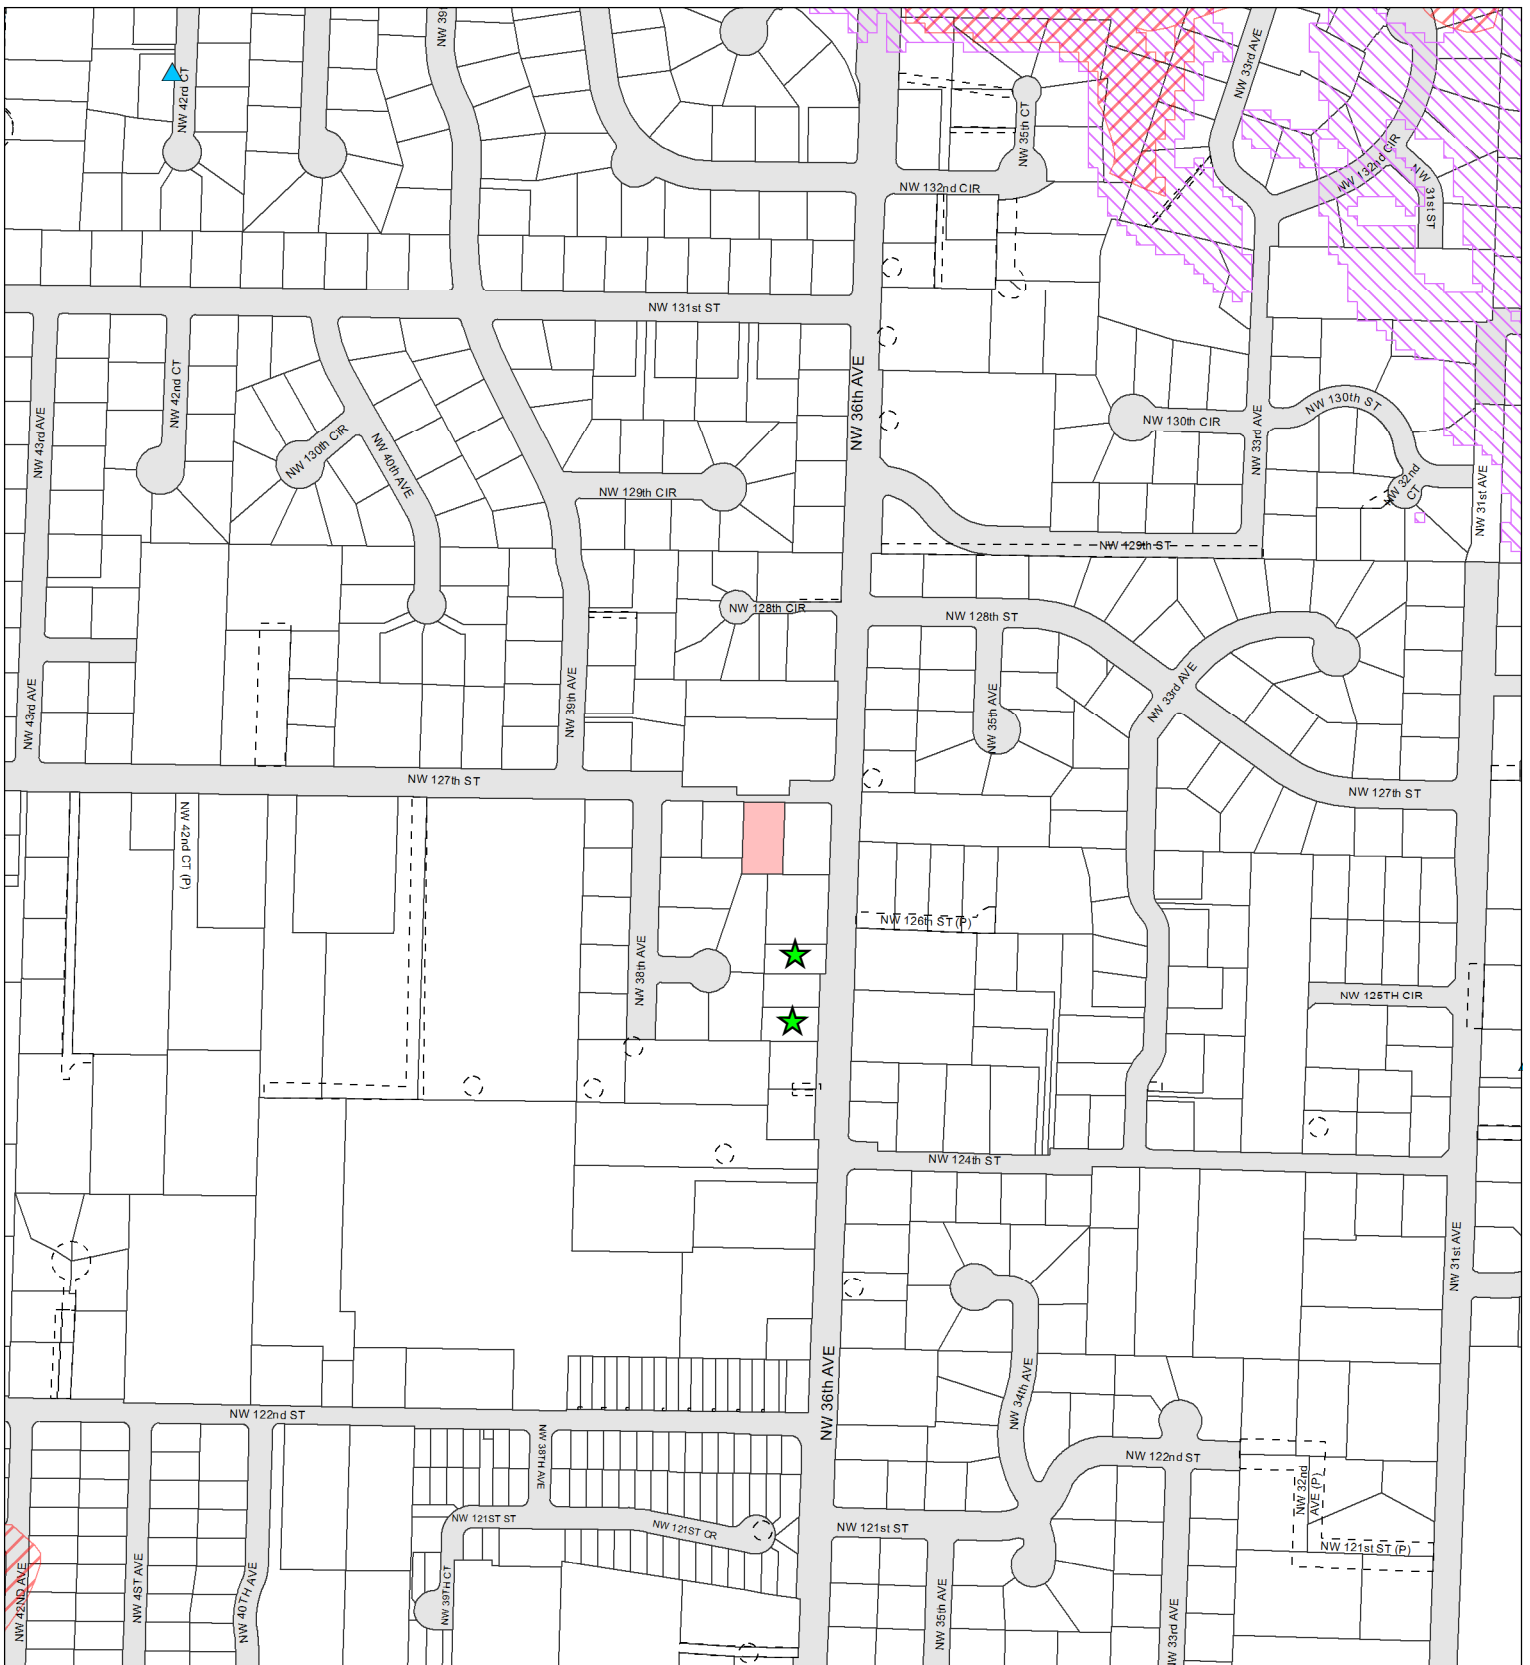 NW 39
NW 33rd AVE
NW 42rd CT
NW 35th CT
NW 132nd CIR
NW 132nd CIR
NW 31st ST
NW 131st ST
NW 36th AVE
NW 42nd CT
NW 43rd AVE
NW 130th CIR
NW 40th AVE
NW 130th ST
NW 130th CIR
NW 33rd AVE
NW 129th CIR
NW 32nd
CT
NW 31st AVE
NW 129th ST
NW 128th CIR
NW 128th ST
NW 43rd AVE
NW 39th AVE
NW 35th AVE
NW 33rd AVE
NW 127th ST
NW 127th ST
NW 42nd CT (P)
NW 126th ST (P)
NW 38th AVE
NW 125TH CIR
NW 124th ST
NW 31st AVE
NW 36th AVE
NW 34th AVE
NW 122nd ST
NW 38TH AVE
NW 122nd ST
NW 32nd
AVE (P)
NW 121ST ST
NW 121ST CR
NW 121st ST
NW 121st ST (P)
NW 42ND AVE
NW 4ST AVE
NW 40TH AVE
NW 39TH CT
NW 35th AVE
NW 33rd AVE